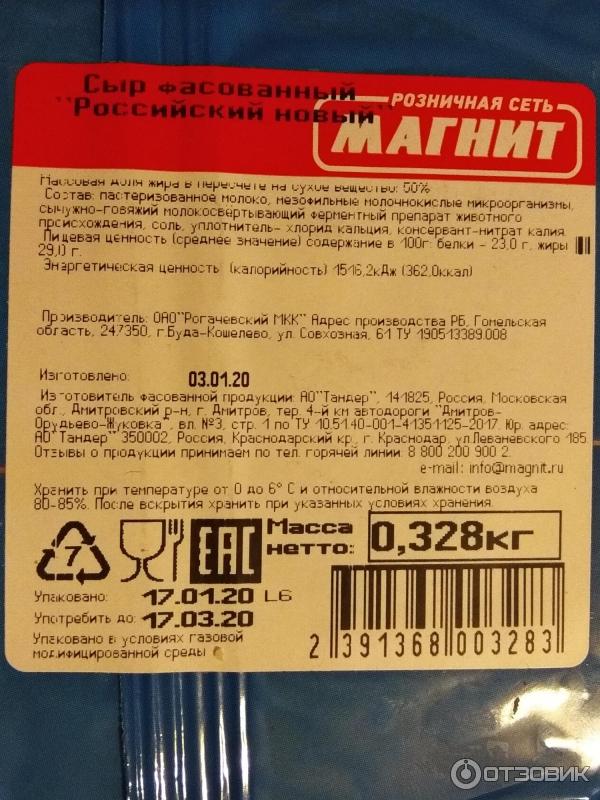 Сыр фасованный
"Российский новый"
РОЗНИЧНАЯ СЕТЬ
МАГНИТ
Массовая доля жира в пересчете на сухое вещество: 50%
Состав: пастеризованное молоко, мезофильные молочнокислые микроорганизмы,
сычужно-говяжий молокосвертывающий ферментный препарат животного
происхождения, соль, уплотнитель- хлорид кальция, консервант-нитрат калия.
Пищевая ценность (среднее значение) содержание в 100г: белки - 23,0 г, жиры
29,0 г.
Энергетическая ценность: (калорийность) 1516,2кДж (362,0ккал)
Производитель: ОАО"Рогачевский МКК" Адрес производства РБ, Гомельская
область, 247350, г.Буда-Кошелево, ул. Совхозная, 61 ТУ 190513389.008
Изготовлено: 03.01.20
Изготовитель фасованной продукции: АО"Тандер", 141825, Россия, Московская
обл., Дмитровский р-н, г. Дмитров, тер. 4-й км автодороги "Дмитров-
Орудьево-Жуковка", вл. №3, стр. 1 по ТУ 10.51.40-001-41351125-2017. Юр. адрес:
АО"Тандер" 350002, Россия, Краснодарский кр., г. Краснодар, ул.Леваневского 185.
Отзывы о продукции принимаем по тел. горячей линии: 8 800 200 900 2.
e-mail: info@magnit.ru
Хранить при температуре от 0 до 6° С и относительной влажности воздуха
80-85%. После вскрытия хранить при указанных условиях хранения.
7 EAC Масса нетто: 0,328кг
Упаковано: 17.01.20 L6
Употребить до: 17.03.20
Упаковано в условиях газовой
модифицированной среды
2 391368 003283
ОТЗОВИК